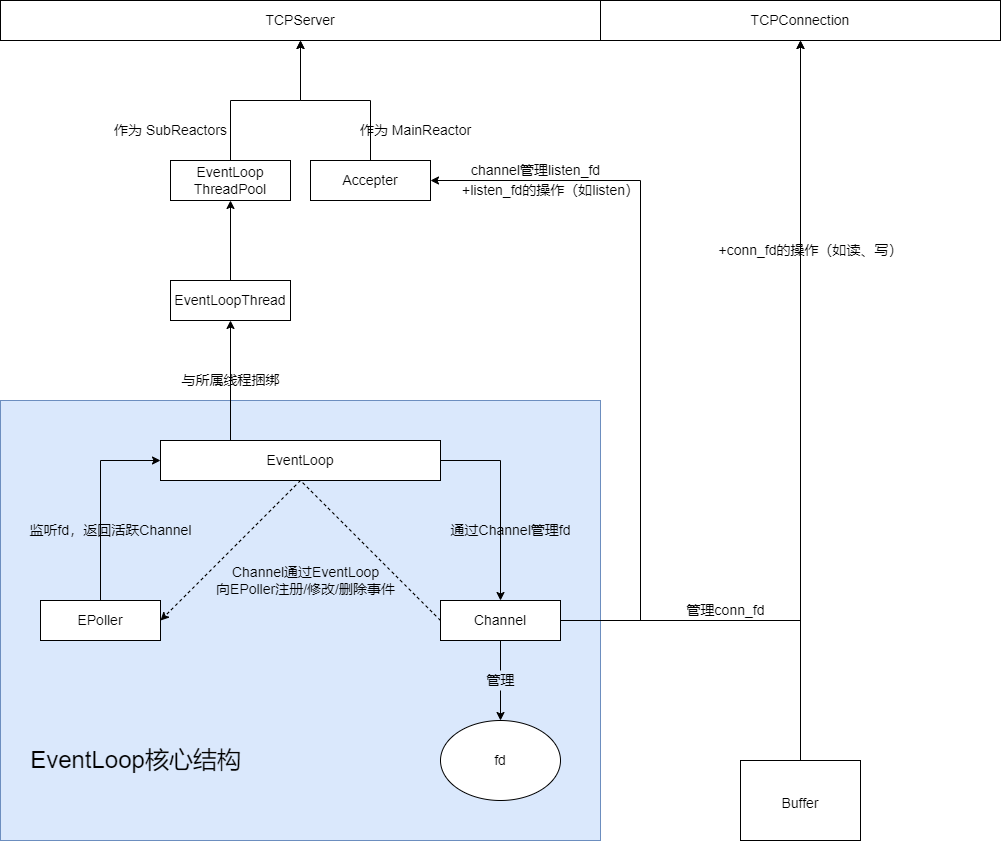 TCPServer
TCPConnection
作为 SubReactors
作为 MainReactor
EventLoop
ThreadPool
Accepter
channel管理listen_fd
+listen_fd的操作（如listen）
+conn_fd的操作（如读、写）
EventLoopThread
与所属线程捆绑
EventLoop
监听fd，返回活跃Channel
通过Channel管理fd
Channel通过EventLoop
向EPoller注册/修改/删除事件
EPoller
Channel
管理conn_fd
管理
EventLoop核心结构
fd
Buffer